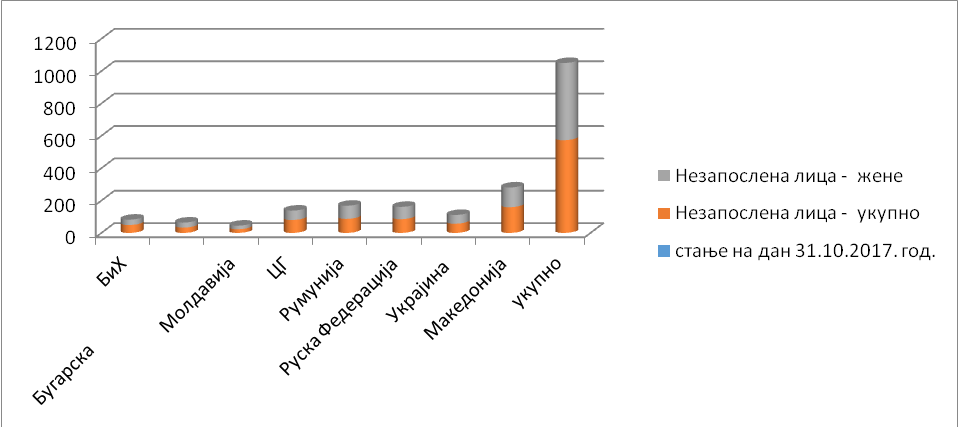 1200
1000
800
600
400
200
0
БиХ
Бугарска
Молдавија
ЦГ
Румунија
Руска Федерација
Украјина
Македонија
укупно
Незапослена лица - жене
Незапослена лица - укупно
стање на дан 31.10.2017. год.